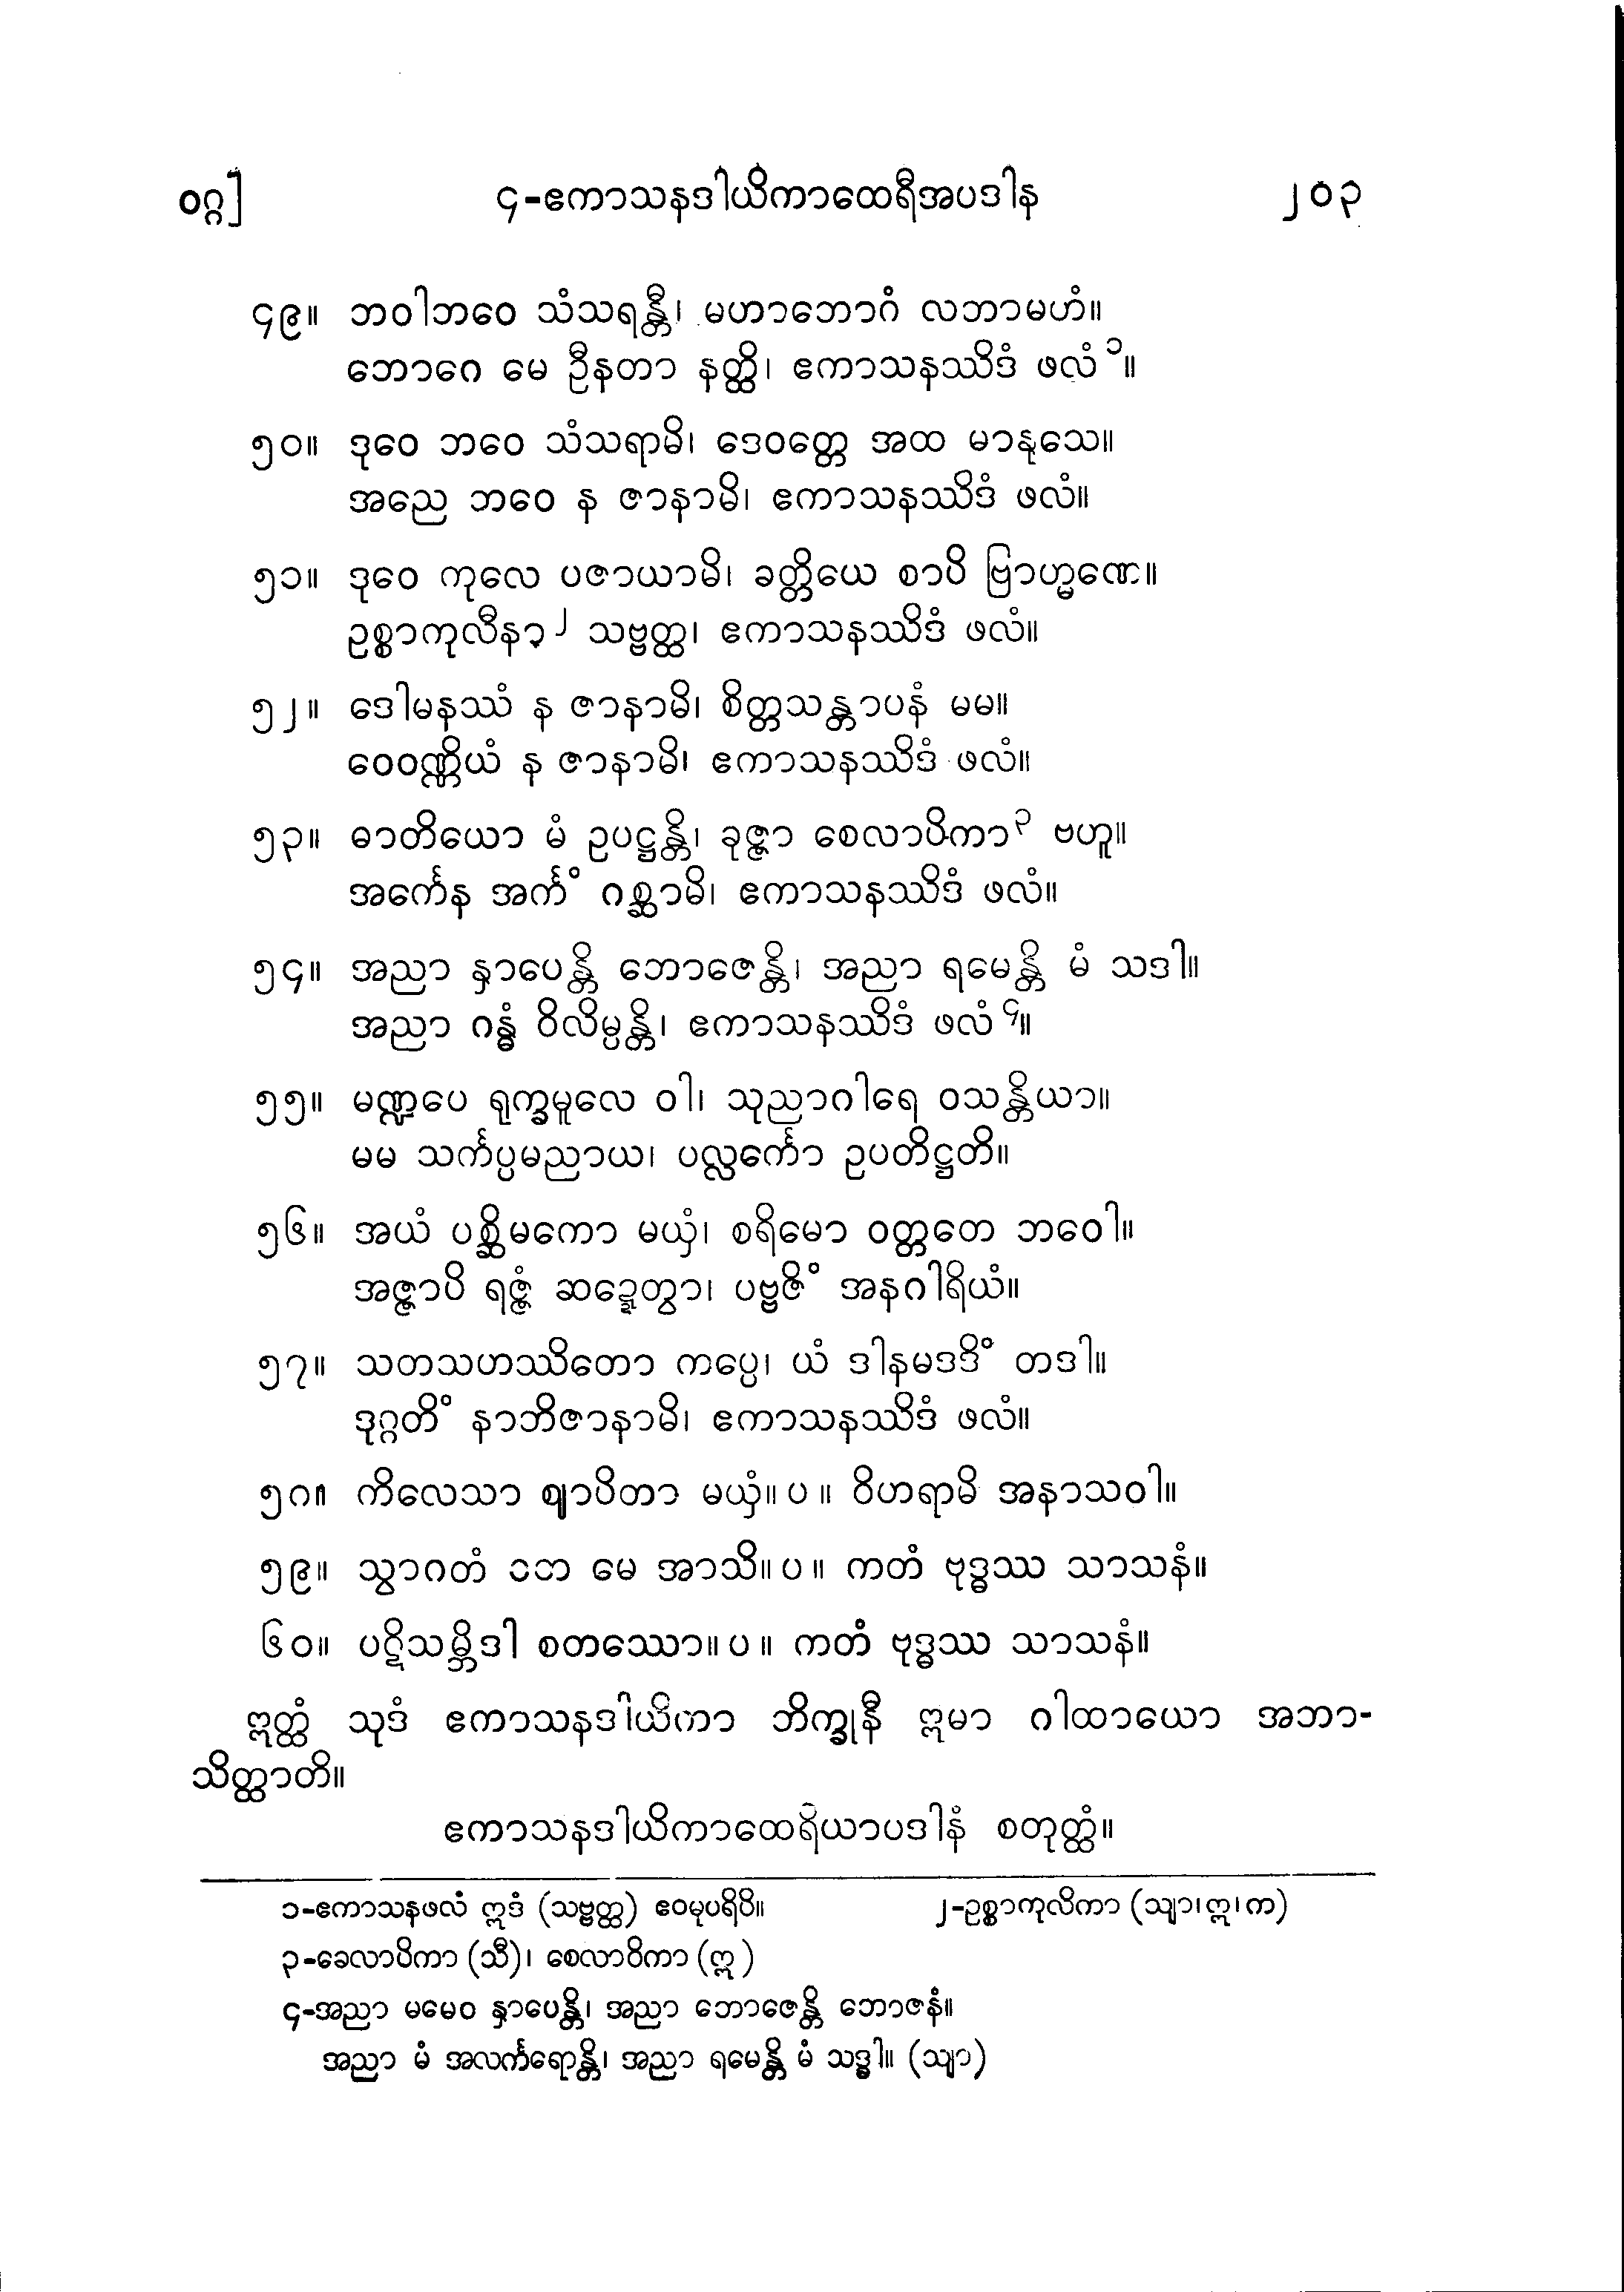 ဝဂ္ဂ]
၄-ဧကာသနဒါယိကာထေရီအပဒါန
၂၀၃
၄၉။ ဘဝါဘဝေ သံသရန္တီ၊ မဟာဘောဂံ လဘာမဟံ။
ဘောဂေ မေ ဦနတာ နတ္ထိ၊ ဧကာသနဿိဒံ ဖလံ ၁။
၅၀။ ဒုဝေ ဘဝေ သံသရာမိ၊ ဒေဝတ္တေ အထ မာနုသေ။
အညေ ဘဝေ န ဇာနာမိ၊ ဧကာသနဿိဒံ ဖလံ။
၅၁။ ဒုဝေ ကုလေ ပဇာယာမိ၊ ခတ္တိယေ စာပိ ဗြာဟ္မဏေ။
ဥစ္စာကုလီနာ ၂ သဗ္ဗတ္ထ၊ ဧကာသနဿိဒံ ဖလံ။
၅၂။ ဒေါမနဿံ န ဇာနာမိ၊ စိတ္တသန္တာပနံ မမ။
ဝေဝဏ္ဏိယံ န ဇာနာမိ၊ ဧကာသနဿိဒံ ဖလံ။
၅၃။ ဓာတိယော မံ ဥပဋ္ဌန္တိ၊ ခုဇ္ဇာ စေလာပိကာ ၃ ဗဟူ။
အင်္ကေန အင်္ကံ ဂစ္ဆာမိ၊ ဧကာသနဿိဒံ ဖလံ။
၅၄။ အညာ နှာပေန္တိ ဘောဇေန္တိ၊ အညာ ရမေန္တိ မံ သဒါ။
အညာ ဂန္ဓံ ဝိလိမ္ပန္တိ၊ ဧကာသနဿိဒံ ဖလံ ၄။
၅၅။ မဏ္ဍပေ ရုက္ခမူလေ ဝါ၊ သုညာဂါရေ ဝသန္တိယာ။
မမ သင်္ကပ္ပမညာယ၊ ပလ္လင်္ကော ဥပတိဋ္ဌတိ။
၅၆။ အယံ ပစ္ဆိမကော မယှံ၊ စရိမော ဝတ္တတေ ဘဝေါ။
အဇ္ဇာပိ ရဇ္ဇံ ဆဍ္ဍေတွာ၊ ပဗ္ဗဇိံ အနဂါရိယံ။
၅၇။ သတသဟဿိတော ကပ္ပေ၊ ယံ ဒါနမဒဒိံ တဒါ။
ဒုဂ္ဂတိံ နာဘိဇာနာမိ၊ ဧကာသနဿိဒံ ဖလံ။
၅၈။ ကိလေသာ ဈာပိတာ မယှံ။ ပ ။ ဝိဟရာမိ အနာသဝါ။
၅၉။ သွာဂတံ ဝတ မေ အာသိ။ ပ ။ ကတံ ဗုဒ္ဓဿ သာသနံ။
၆၀။ ပဋိသမ္ဘိဒါ စတဿော။ ပ ။ ကတံ ဗုဒ္ဓဿ သာသနံ။
ဣတ္ထံ သုဒံ ဧကာသနဒါယိကာ ဘိက္ခုနီ ဣမာ ဂါထာယော အဘာ-
သိတ္ထာတိ။
ဧကာသနဒါယိကာထေရိယာပဒါနံ စတုတ္ထံ။
၁-ဧကာသနဖလံ ဣဒံ (သဗ္ဗတ္ထ) ဧဝမုပရိပိ။
၂-ဥစ္စာကုလိကာ (သျာ၊ဣ၊က)
၃-ခေလာပိကာ (သီ)၊ စေလာဝိကာ (ဣ)
၄-အညာ မမေဝ နှာပေန္တိ၊ အညာ ဘောဇေန္တိ ဘောဇနံ။
အညာ မံ အလင်္ကရောန္တိ၊ အညာ ရမေန္တိ မံ သဒ္ဓါ။ (သျာ)